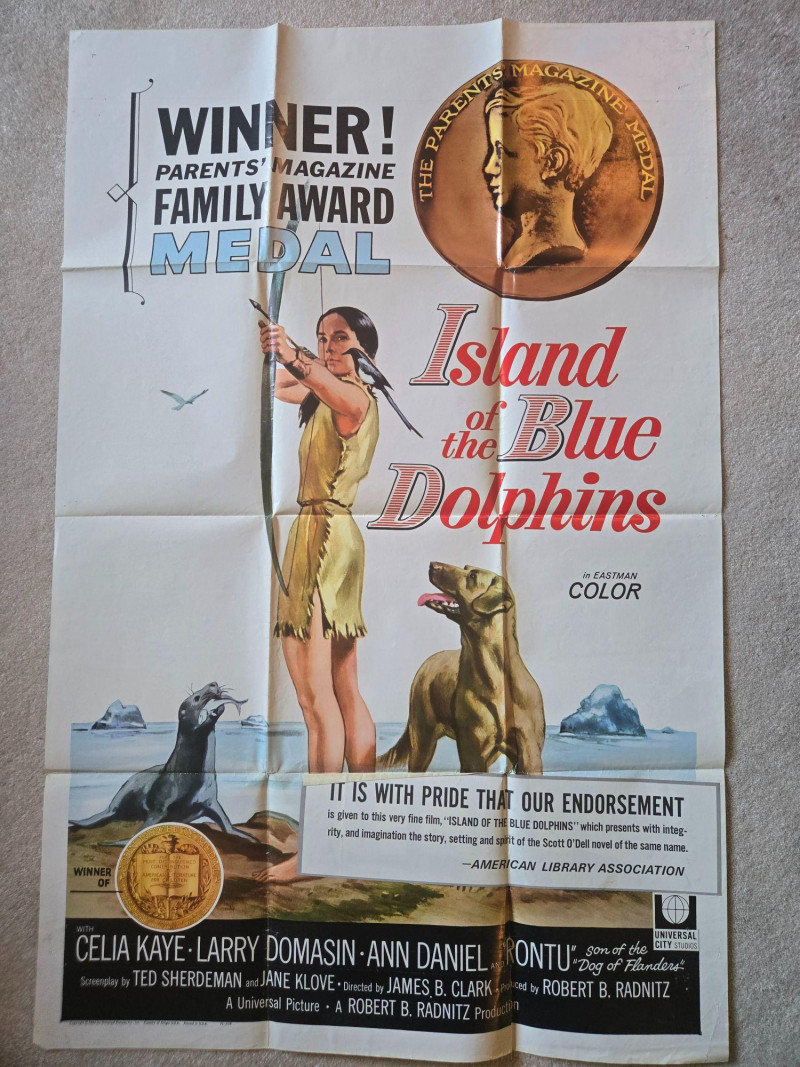 WINNER!
PARENTS' MAGAZINE
FAMILY AWARD
MEDAL
THE PARENTS' MAGAZINE MEDAL
Island
of
the Blue
Dolphins
in EASTMAN
COLOR
IT IS WITH PRIDE THAT OUR ENDORSEMENT
is given to this very fine film, "ISLAND OF THE BLUE DOLPHINS" which presents with integ-
rity, and imagination the story, setting and spirit of the Scott O'Dell novel of the same name.
—AMERICAN LIBRARY ASSOCIATION
WINNER
OF
UNIVERSAL
CITY STUDIOS
WITH
CELIA KAYE · LARRY DOMASIN · ANN DANIEL AND "RONTU" son of the
"Dog of Flanders"
Screenplay by TED SHERDEMAN and JANE KLOVE · Directed by JAMES B. CLARK · Produced by ROBERT B. RADNITZ
A Universal Picture · A ROBERT B. RADNITZ Production